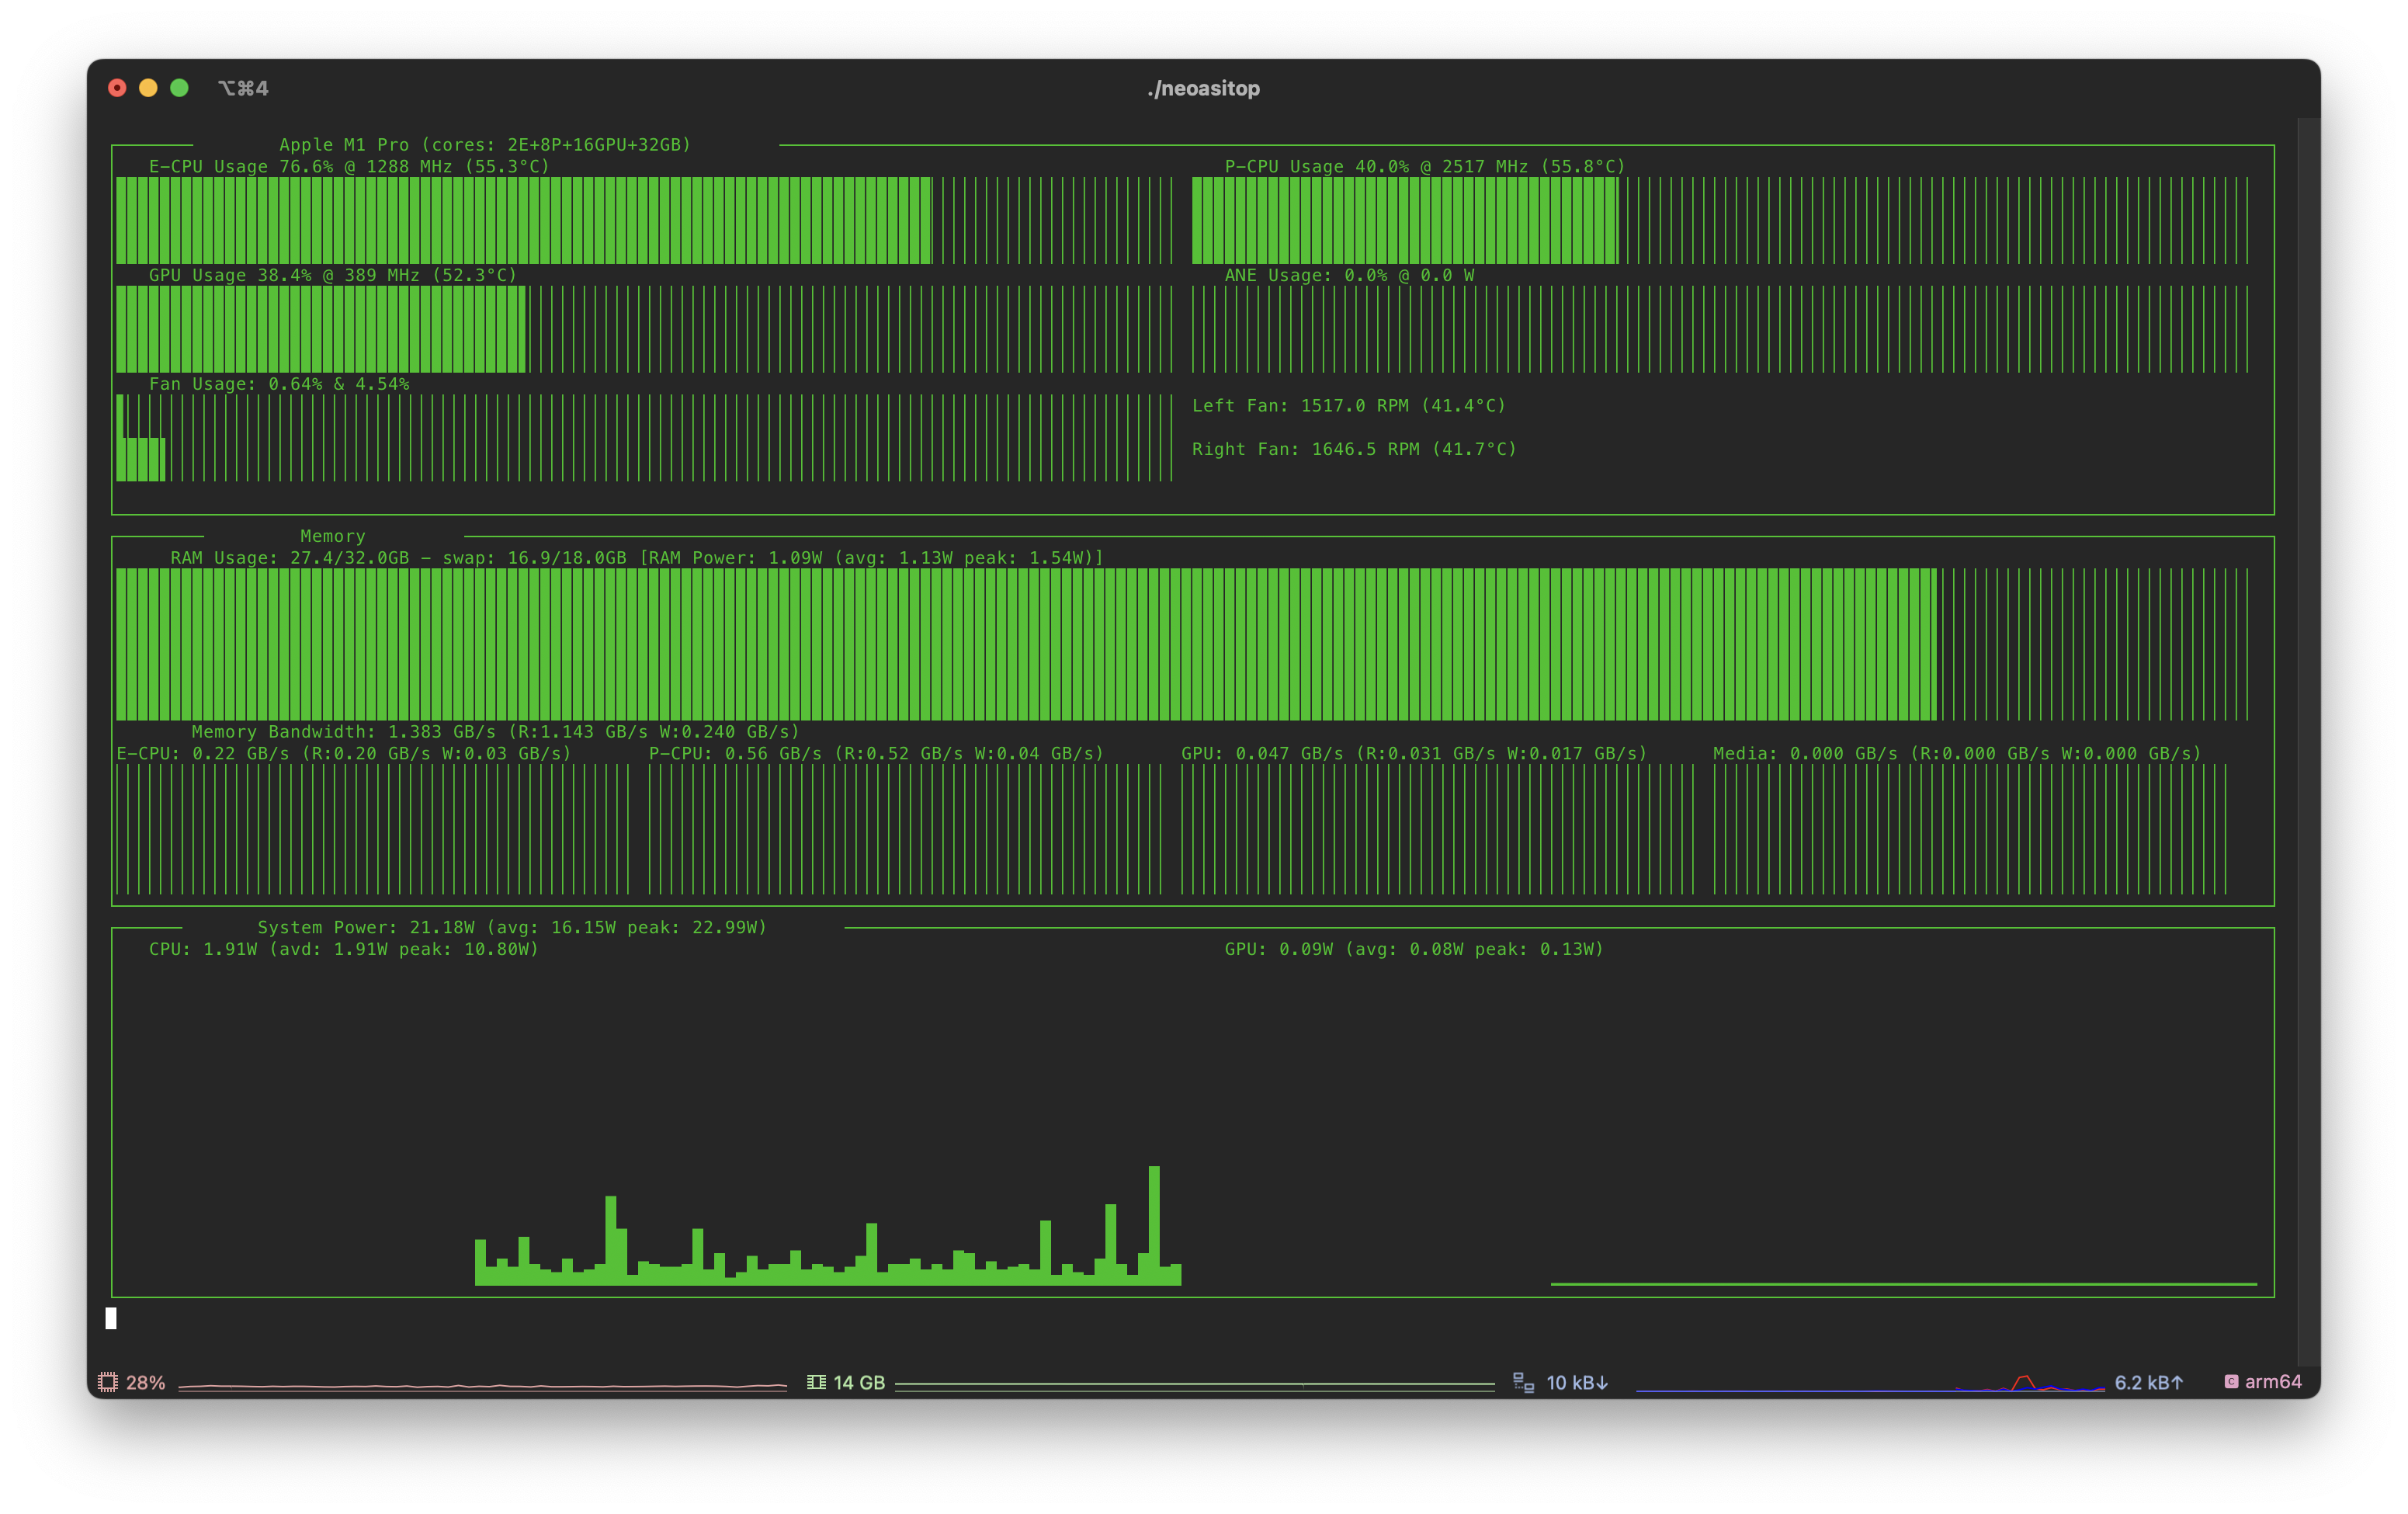 ⌥⌘4
./neoasitop
Apple M1 Pro (cores: 2E+8P+16GPU+32GB)
E-CPU Usage 76.6% @ 1288 MHz (55.3°C)
P-CPU Usage 40.0% @ 2517 MHz (55.8°C)
GPU Usage 38.4% @ 389 MHz (52.3°C)
ANE Usage: 0.0% @ 0.0 W
Fan Usage: 0.64% & 4.54%
Left Fan: 1517.0 RPM (41.4°C)
Right Fan: 1646.5 RPM (41.7°C)
Memory
RAM Usage: 27.4/32.0GB - swap: 16.9/18.0GB [RAM Power: 1.09W (avg: 1.13W peak: 1.54W)]
Memory Bandwidth: 1.383 GB/s (R:1.143 GB/s W:0.240 GB/s)
E-CPU: 0.22 GB/s (R:0.20 GB/s W:0.03 GB/s)
P-CPU: 0.56 GB/s (R:0.52 GB/s W:0.04 GB/s)
GPU: 0.047 GB/s (R:0.031 GB/s W:0.017 GB/s)
Media: 0.000 GB/s (R:0.000 GB/s W:0.000 GB/s)
System Power: 21.18W (avg: 16.15W peak: 22.99W)
CPU: 1.91W (avd: 1.91W peak: 10.80W)
GPU: 0.09W (avg: 0.08W peak: 0.13W)
28%
14 GB
10 kB↓
6.2 kB↑
C arm64